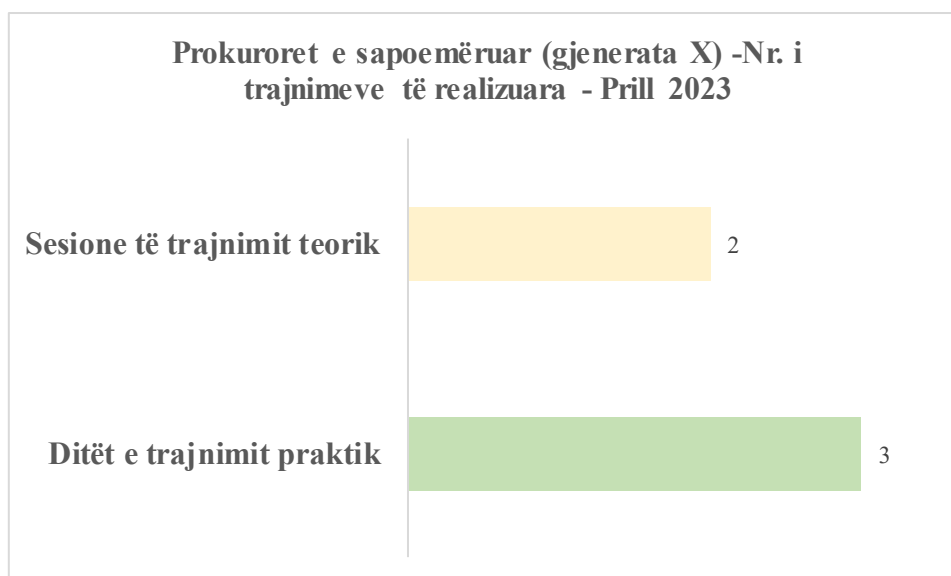 Prokuroret e sapoemëruar (gjenerata X) -Nr. i
trajnimeve të realizuara - Prill 2023
Sesione të trajnimit teorik
2
Ditët e trajnimit praktik
3